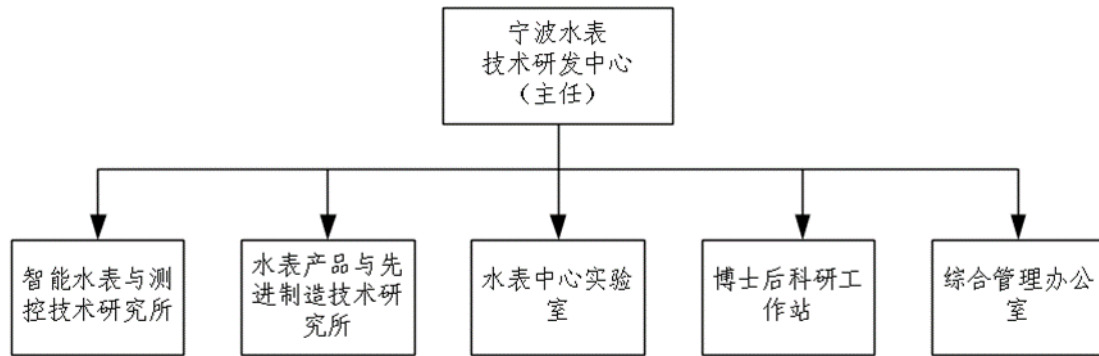 宁波水表
技术研发中心
（主任）
智能水表与测
控技术研究所
水表产品与先
进制造技术研
究所
水表中心实验
室
博士后科研工
作站
综合管理办公
室